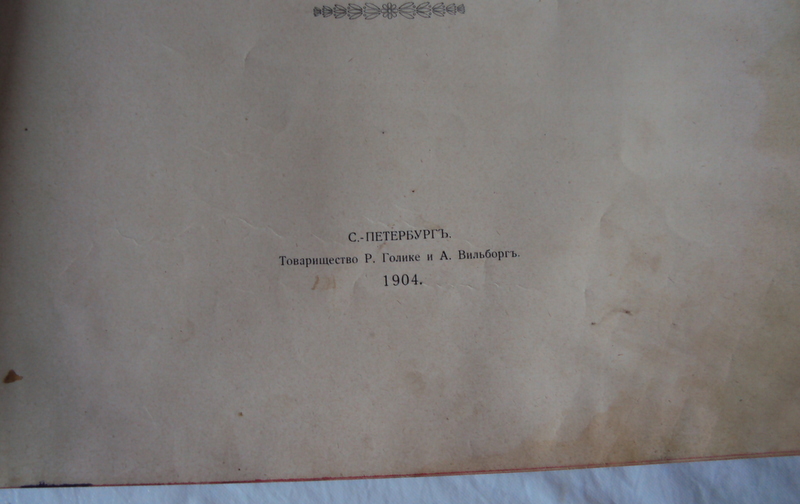 С.-ПЕТЕРБУРГЪ.
Товарищество Р. Голике и А. Вильборгъ.
1904.